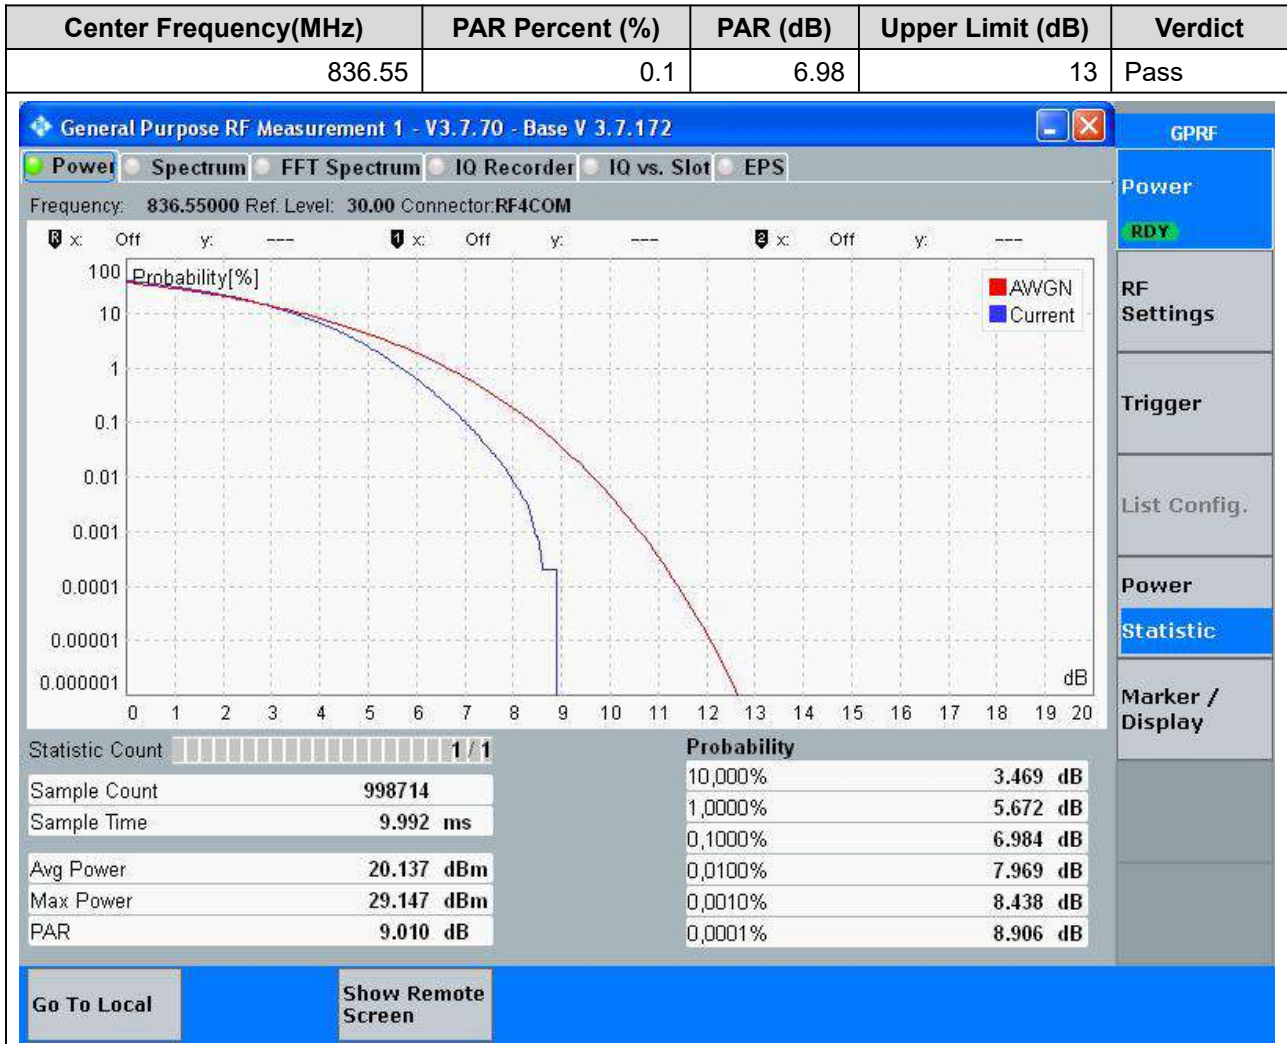 Center Frequency(MHz) PAR Percent (%) PAR (dB) Upper Limit (dB) Verdict
836.55 0.1 6.98 13 Pass
General Purpose RF Measurement 1 - V3.7.70 - Base V 3.7.172
GPRF
Power Spectrum FFT Spectrum IQ Recorder IQ vs. Slot EPS
Frequency: 836.55000 Ref. Level: 30.00 Connector:RF4COM
R x: Off y: --- 1 x: Off y: --- 2 x: Off y: ---
Probability[%]
AWGN
Current
100
10
1
0.1
0.01
0.001
0.0001
0.00001
0.000001
dB
0 1 2 3 4 5 6 7 8 9 10 11 12 13 14 15 16 17 18 19 20
Statistic Count 1 / 1
Sample Count 998714
Sample Time 9.992 ms
Avg Power 20.137 dBm
Max Power 29.147 dBm
PAR 9.010 dB
Probability
10,000% 3.469 dB
1,0000% 5.672 dB
0,1000% 6.984 dB
0,0100% 7.969 dB
0,0010% 8.438 dB
0,0001% 8.906 dB
Power
RDY
RF
Settings
Trigger
List Config.
Power
Statistic
Marker /
Display
Go To Local
Show Remote
Screen